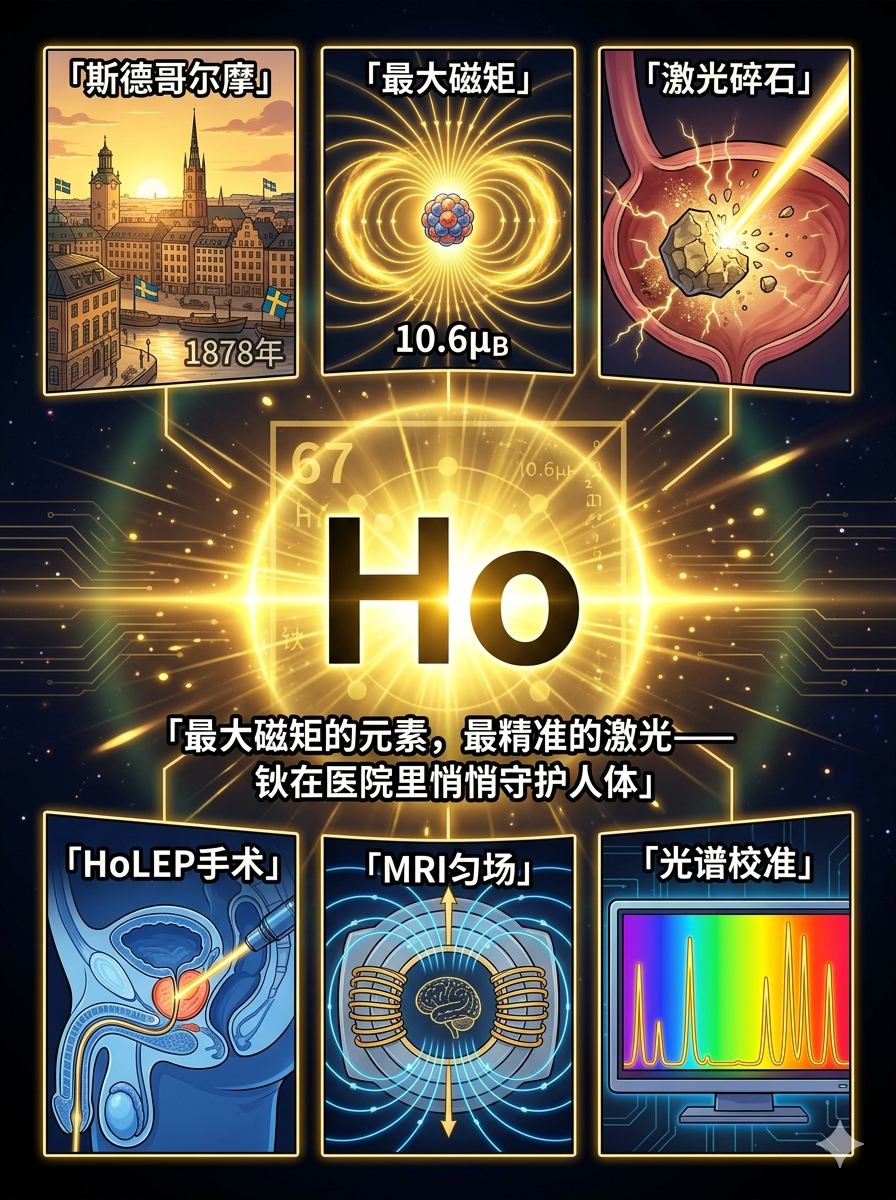 「斯德哥尔摩」
1878年
「最大磁矩」
10.6μB
「激光碎石」
67
10.6μ
Ho
钬
「最大磁矩的元素，最精准的激光——
钬在医院里悄悄守护人体」
「HoLEP手术」
「MRI匀场」
「光谱校准」